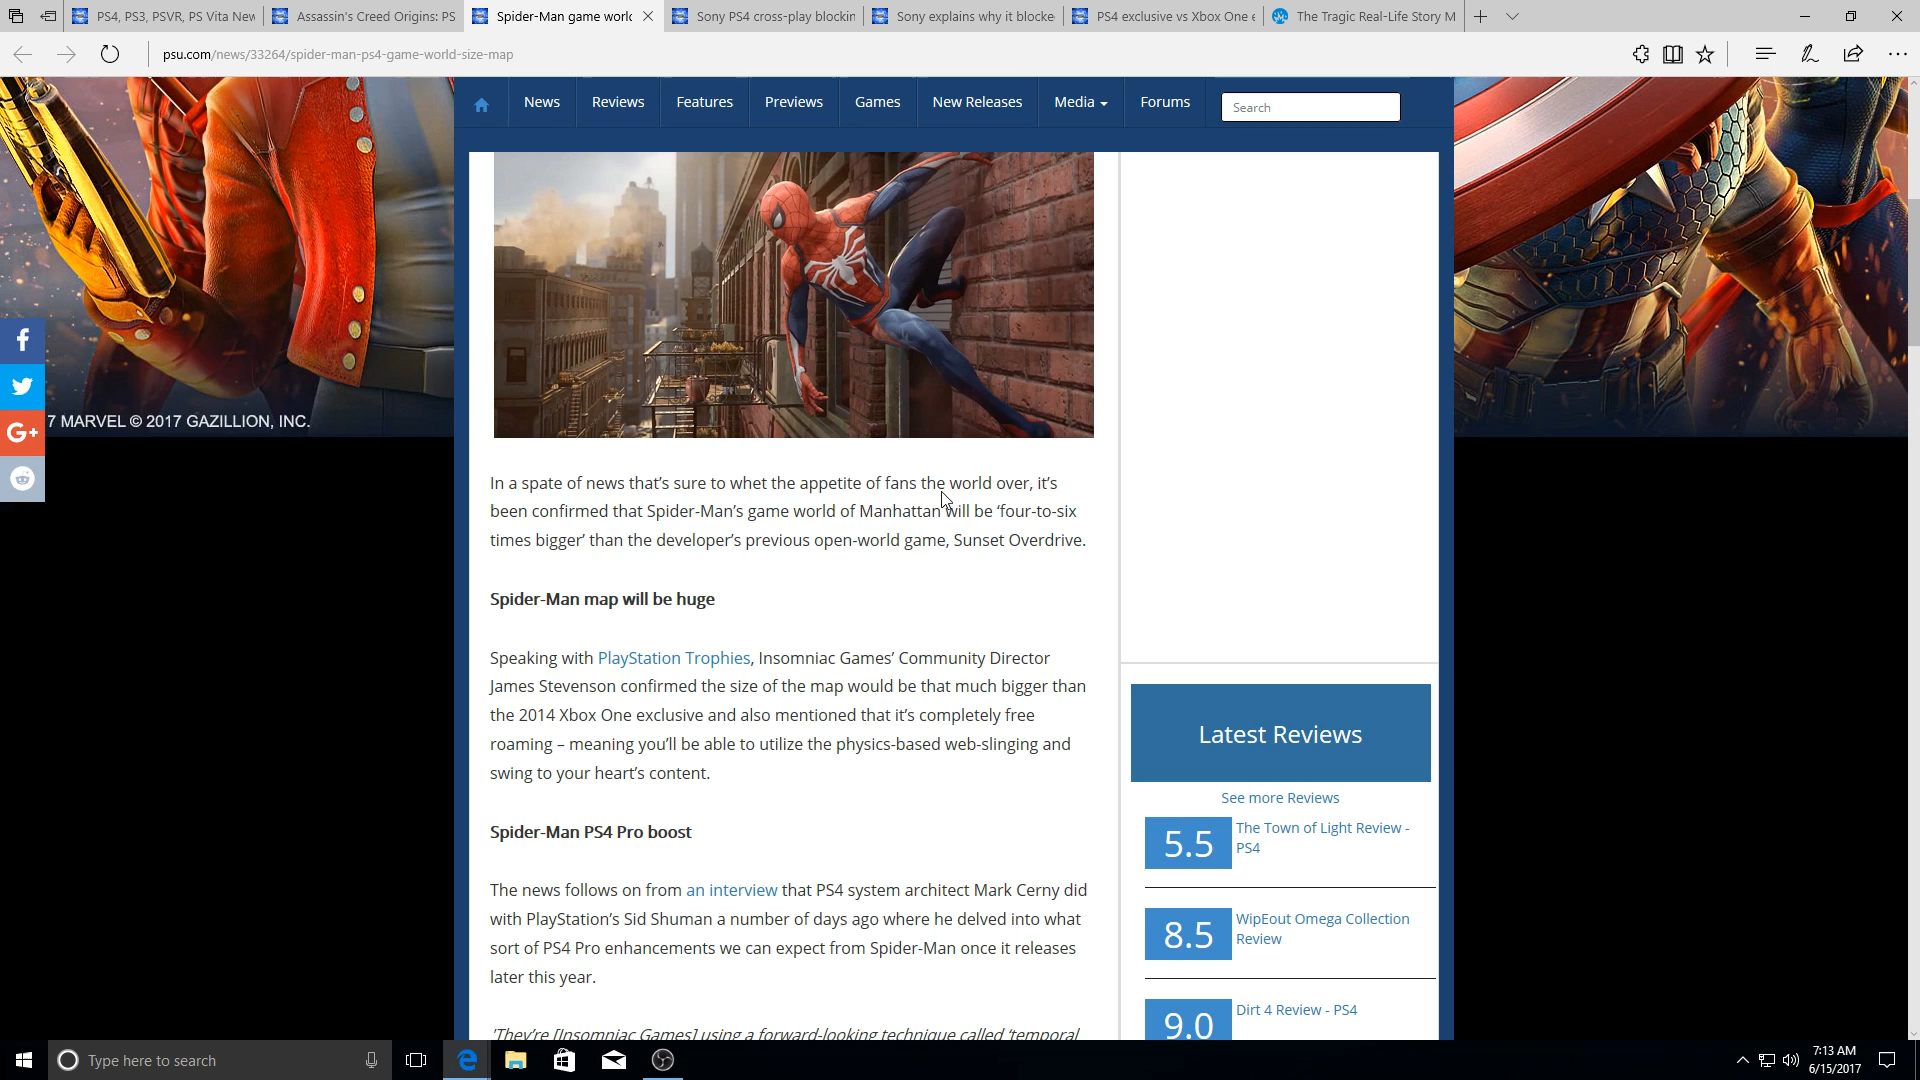 PS4, PS3, PSVR, PS Vita Nev
Assassin's Creed Origins: PS
Spider-Man game worlc
Sony PS4 cross-play blockin
Sony explains why it blocke
PS4 exclusive vs Xbox One e
The Tragic Real-Life Story M
psu.com/news/33264/spider-man-ps4-game-world-size-map
News
Reviews
Features
Previews
Games
New Releases
Media
Forums
Search
7 MARVEL © 2017 GAZILLION, INC.
In a spate of news that’s sure to whet the appetite of fans the world over, it’s
been confirmed that Spider-Man’s game world of Manhattan will be ‘four-to-six
times bigger’ than the developer’s previous open-world game, Sunset Overdrive.
Spider-Man map will be huge
Speaking with PlayStation Trophies, Insomniac Games’ Community Director
James Stevenson confirmed the size of the map would be that much bigger than
the 2014 Xbox One exclusive and also mentioned that it’s completely free
roaming – meaning you’ll be able to utilize the physics-based web-slinging and
swing to your heart’s content.
Spider-Man PS4 Pro boost
The news follows on from an interview that PS4 system architect Mark Cerny did
with PlayStation’s Sid Shuman a number of days ago where he delved into what
sort of PS4 Pro enhancements we can expect from Spider-Man once it releases
later this year.
'They’re [Insomniac Games] using a forward-looking technique called ‘temporal
Latest Reviews
See more Reviews
5.5
The Town of Light Review -
PS4
8.5
WipEout Omega Collection
Review
9.0
Dirt 4 Review - PS4
Type here to search
7:13 AM
6/15/2017